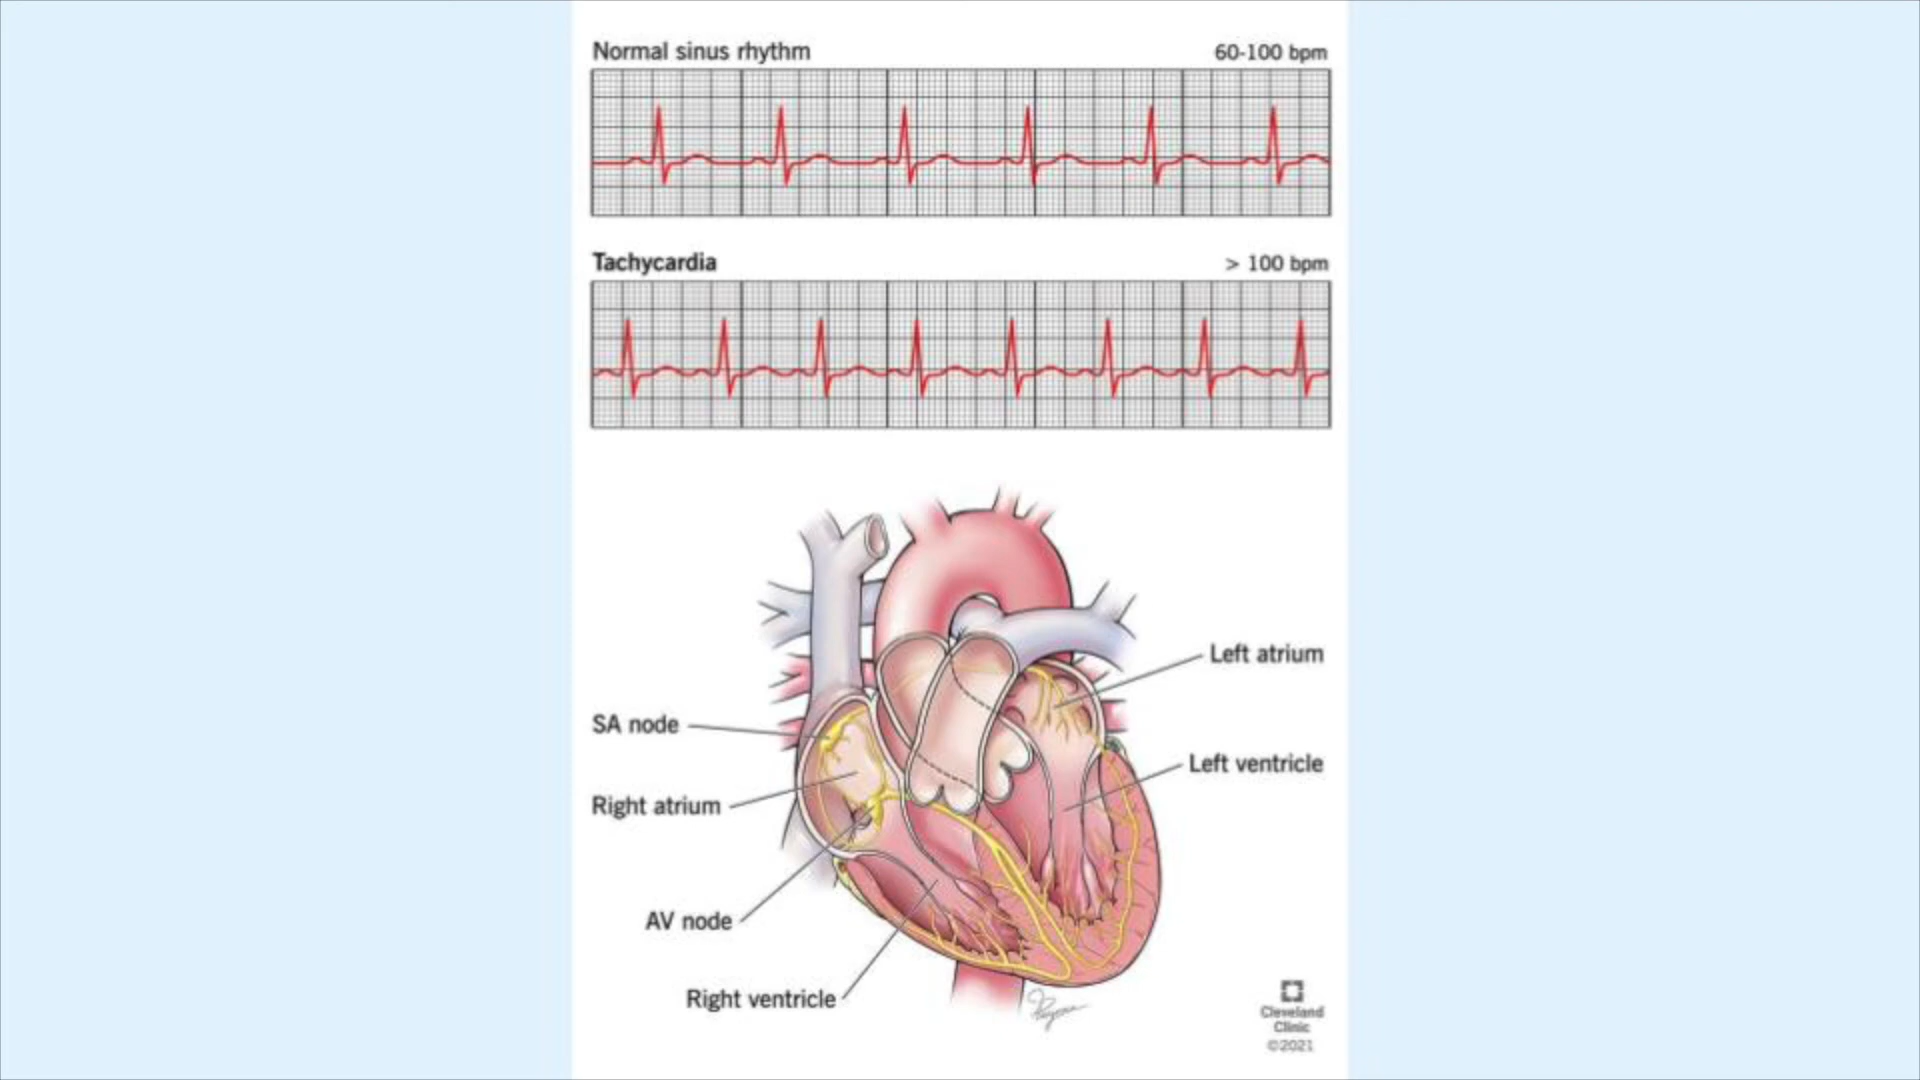 Normal sinus rhythm 60-100 bpm
Tachycardia > 100 bpm
Left atrium
SA node
Left ventricle
Right atrium
AV node
Right ventricle
Cleveland
Clinic
©2021